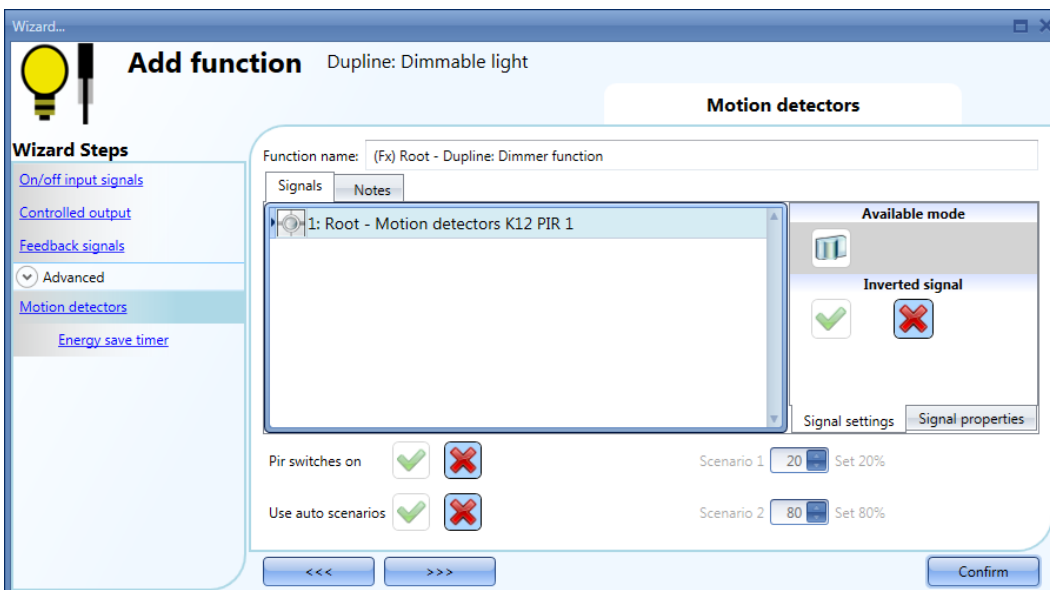 Wizard...
Add function Dupline: Dimmable light
Motion detectors
Wizard Steps
On/off input signals
Controlled output
Feedback signals
Advanced
Motion detectors
Energy save timer
Function name: (Fx) Root - Dupline: Dimmer function
Signals Notes
1: Root - Motion detectors K12 PIR 1
Available mode
Inverted signal
Signal settings Signal properties
Pir switches on Scenario 1 20 Set 20%
Use auto scenarios Scenario 2 80 Set 80%
<<< >>> Confirm